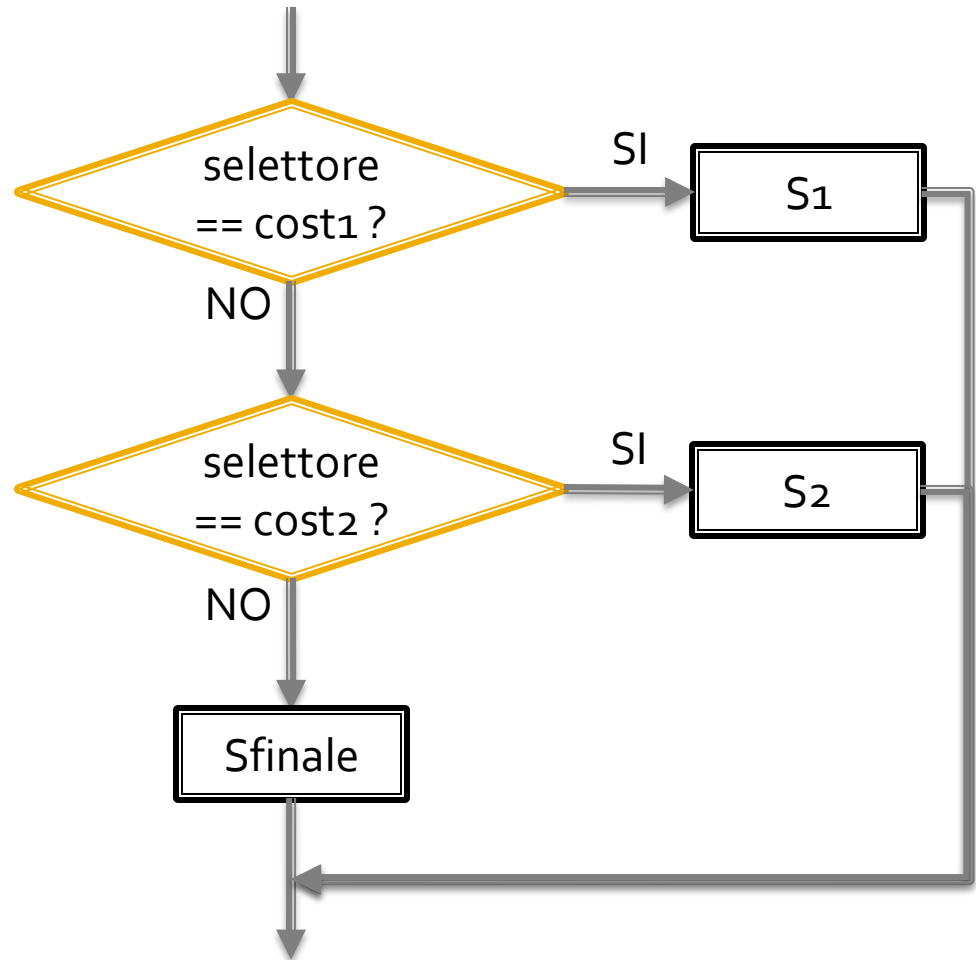 selettore
== cost1 ?
SI
S1
NO
selettore
== cost2 ?
SI
S2
NO
Sfinale